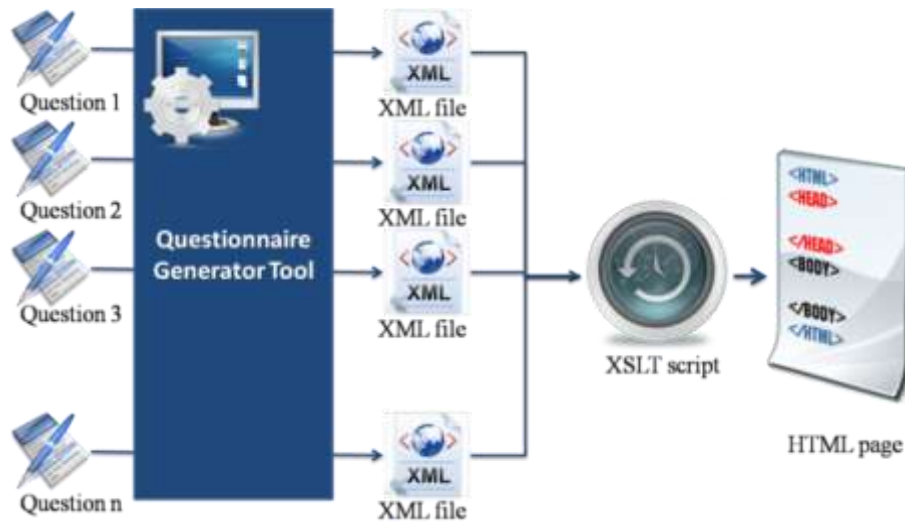 Question 1
XML
XML file
Question 2
XML
XML file
Questionnaire
Generator Tool
Question 3
XML
XML file
Question n
XML
XML file
XSLT script
<HTML>
<HEAD>
</HEAD>
<BODY>
</BODY>
</HTML>
HTML page